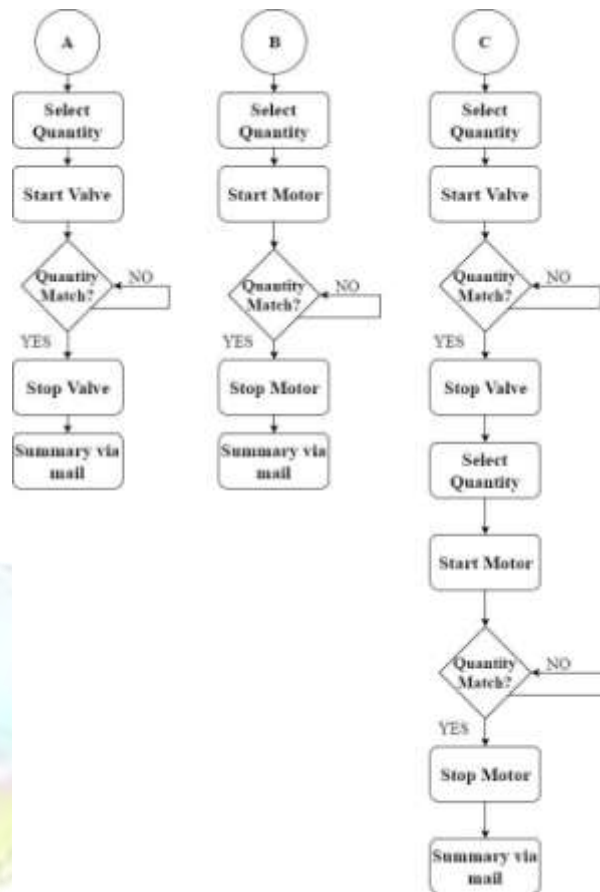 A
Select
Quantity
Start Valve
Quantity
Match?
NO
YES
Stop Valve
Summary via
mail
B
Select
Quantity
Start Motor
Quantity
Match?
NO
YES
Stop Motor
Summary via
mail
C
Select
Quantity
Start Valve
Quantity
Match?
NO
YES
Stop Valve
Select
Quantity
Start Motor
Quantity
Match?
NO
YES
Stop Motor
Summary via
mail